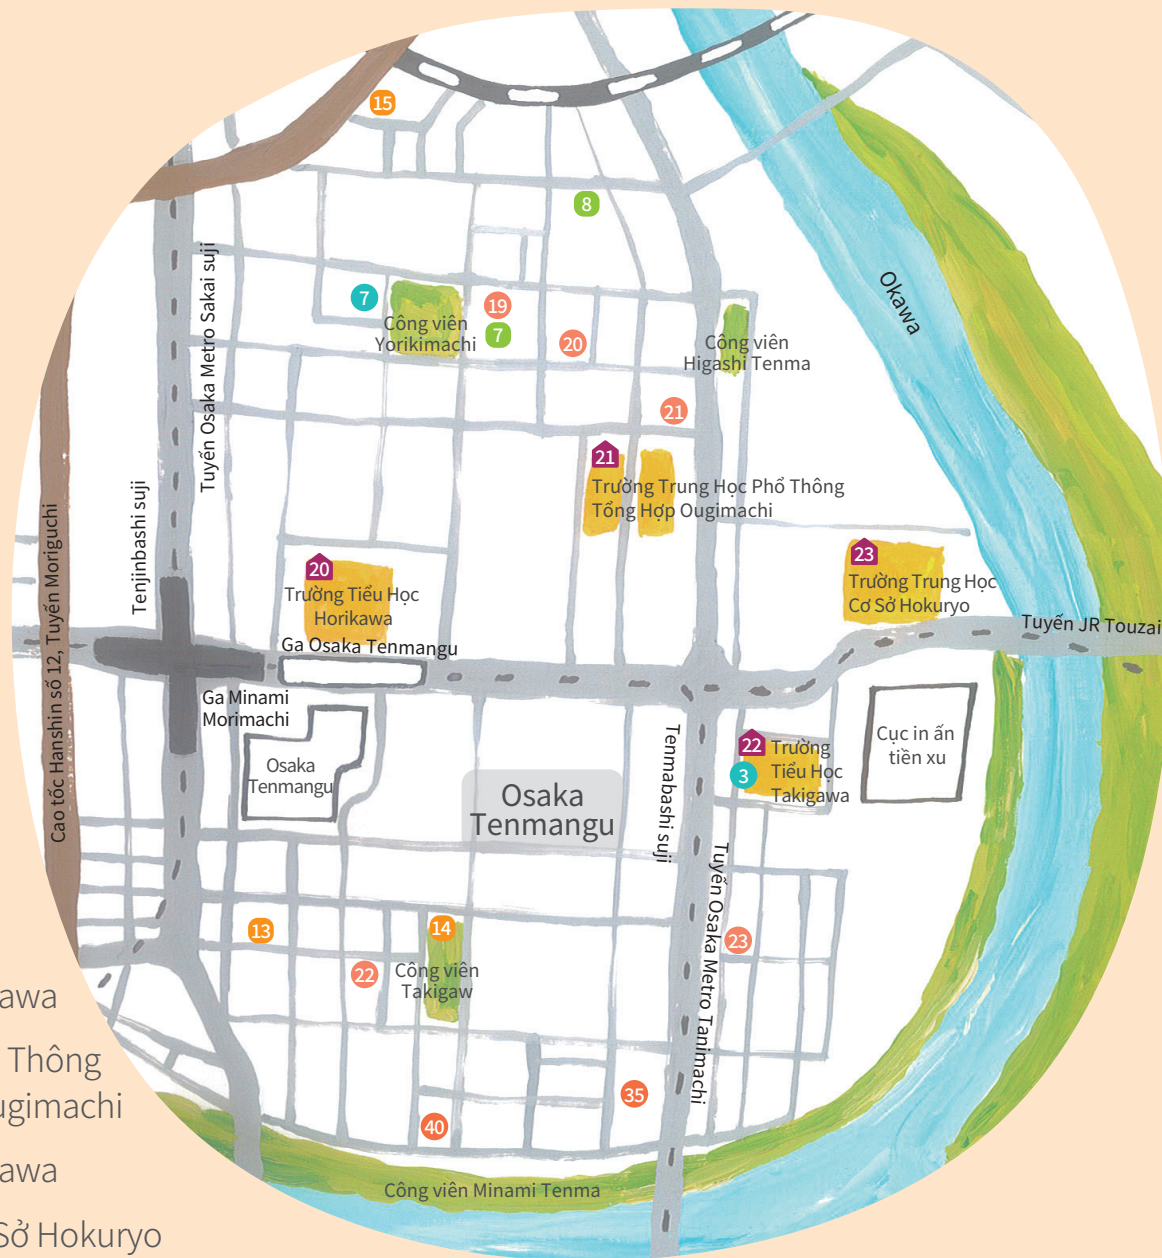 15
8
Okawa
Tuyến Osaka Metro Sakai suji
7
19
7
Công viên
Yorikimachi
20
Công viên
Higashi Tenma
21
21
Trường Trung Học Phổ Thông
Tổng Hợp Ougimachi
Tenjinbashi suji
Cao tốc Hanshin số 12, Tuyến Moriguchi
20
Trường Tiểu Học
Horikawa
23
Trường Trung Học
Cơ Sở Hokuryo
Tuyến JR Touzai
Ga Osaka Tenmangu
Ga Minami
Morimachi
Osaka
Tenmangu
Osaka
Tenmangu
Tenmabashi suji
22
Trường
Tiểu Học
Takigawa
3
Cục in ấn
tiền xu
Tuyến Osaka Metro Tanimachi
13
14
22
Công viên
Takigaw
23
35
40
Công viên Minami Tenma
awa
Thông
ugimachi
awa
Sở Hokuryo